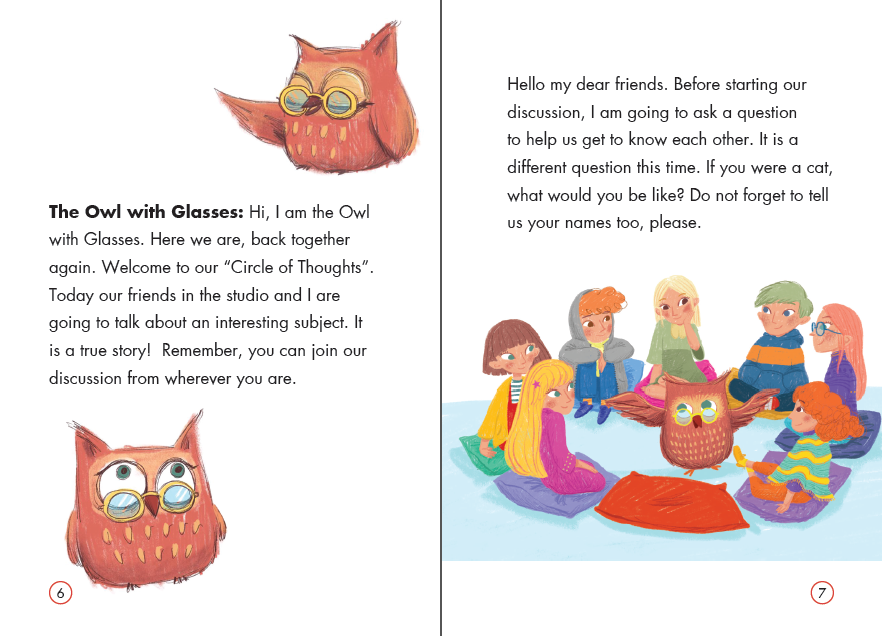 The Owl with Glasses: Hi, I am the Owl
with Glasses. Here we are, back together
again. Welcome to our “Circle of Thoughts”.
Today our friends in the studio and I are
going to talk about an interesting subject. It
is a true story!  Remember, you can join our
discussion from wherever you are.
6
Hello my dear friends. Before starting our
discussion, I am going to ask a question
to help us get to know each other. It is a
different question this time. If you were a cat,
what would you be like? Do not forget to tell
us your names too, please.
7